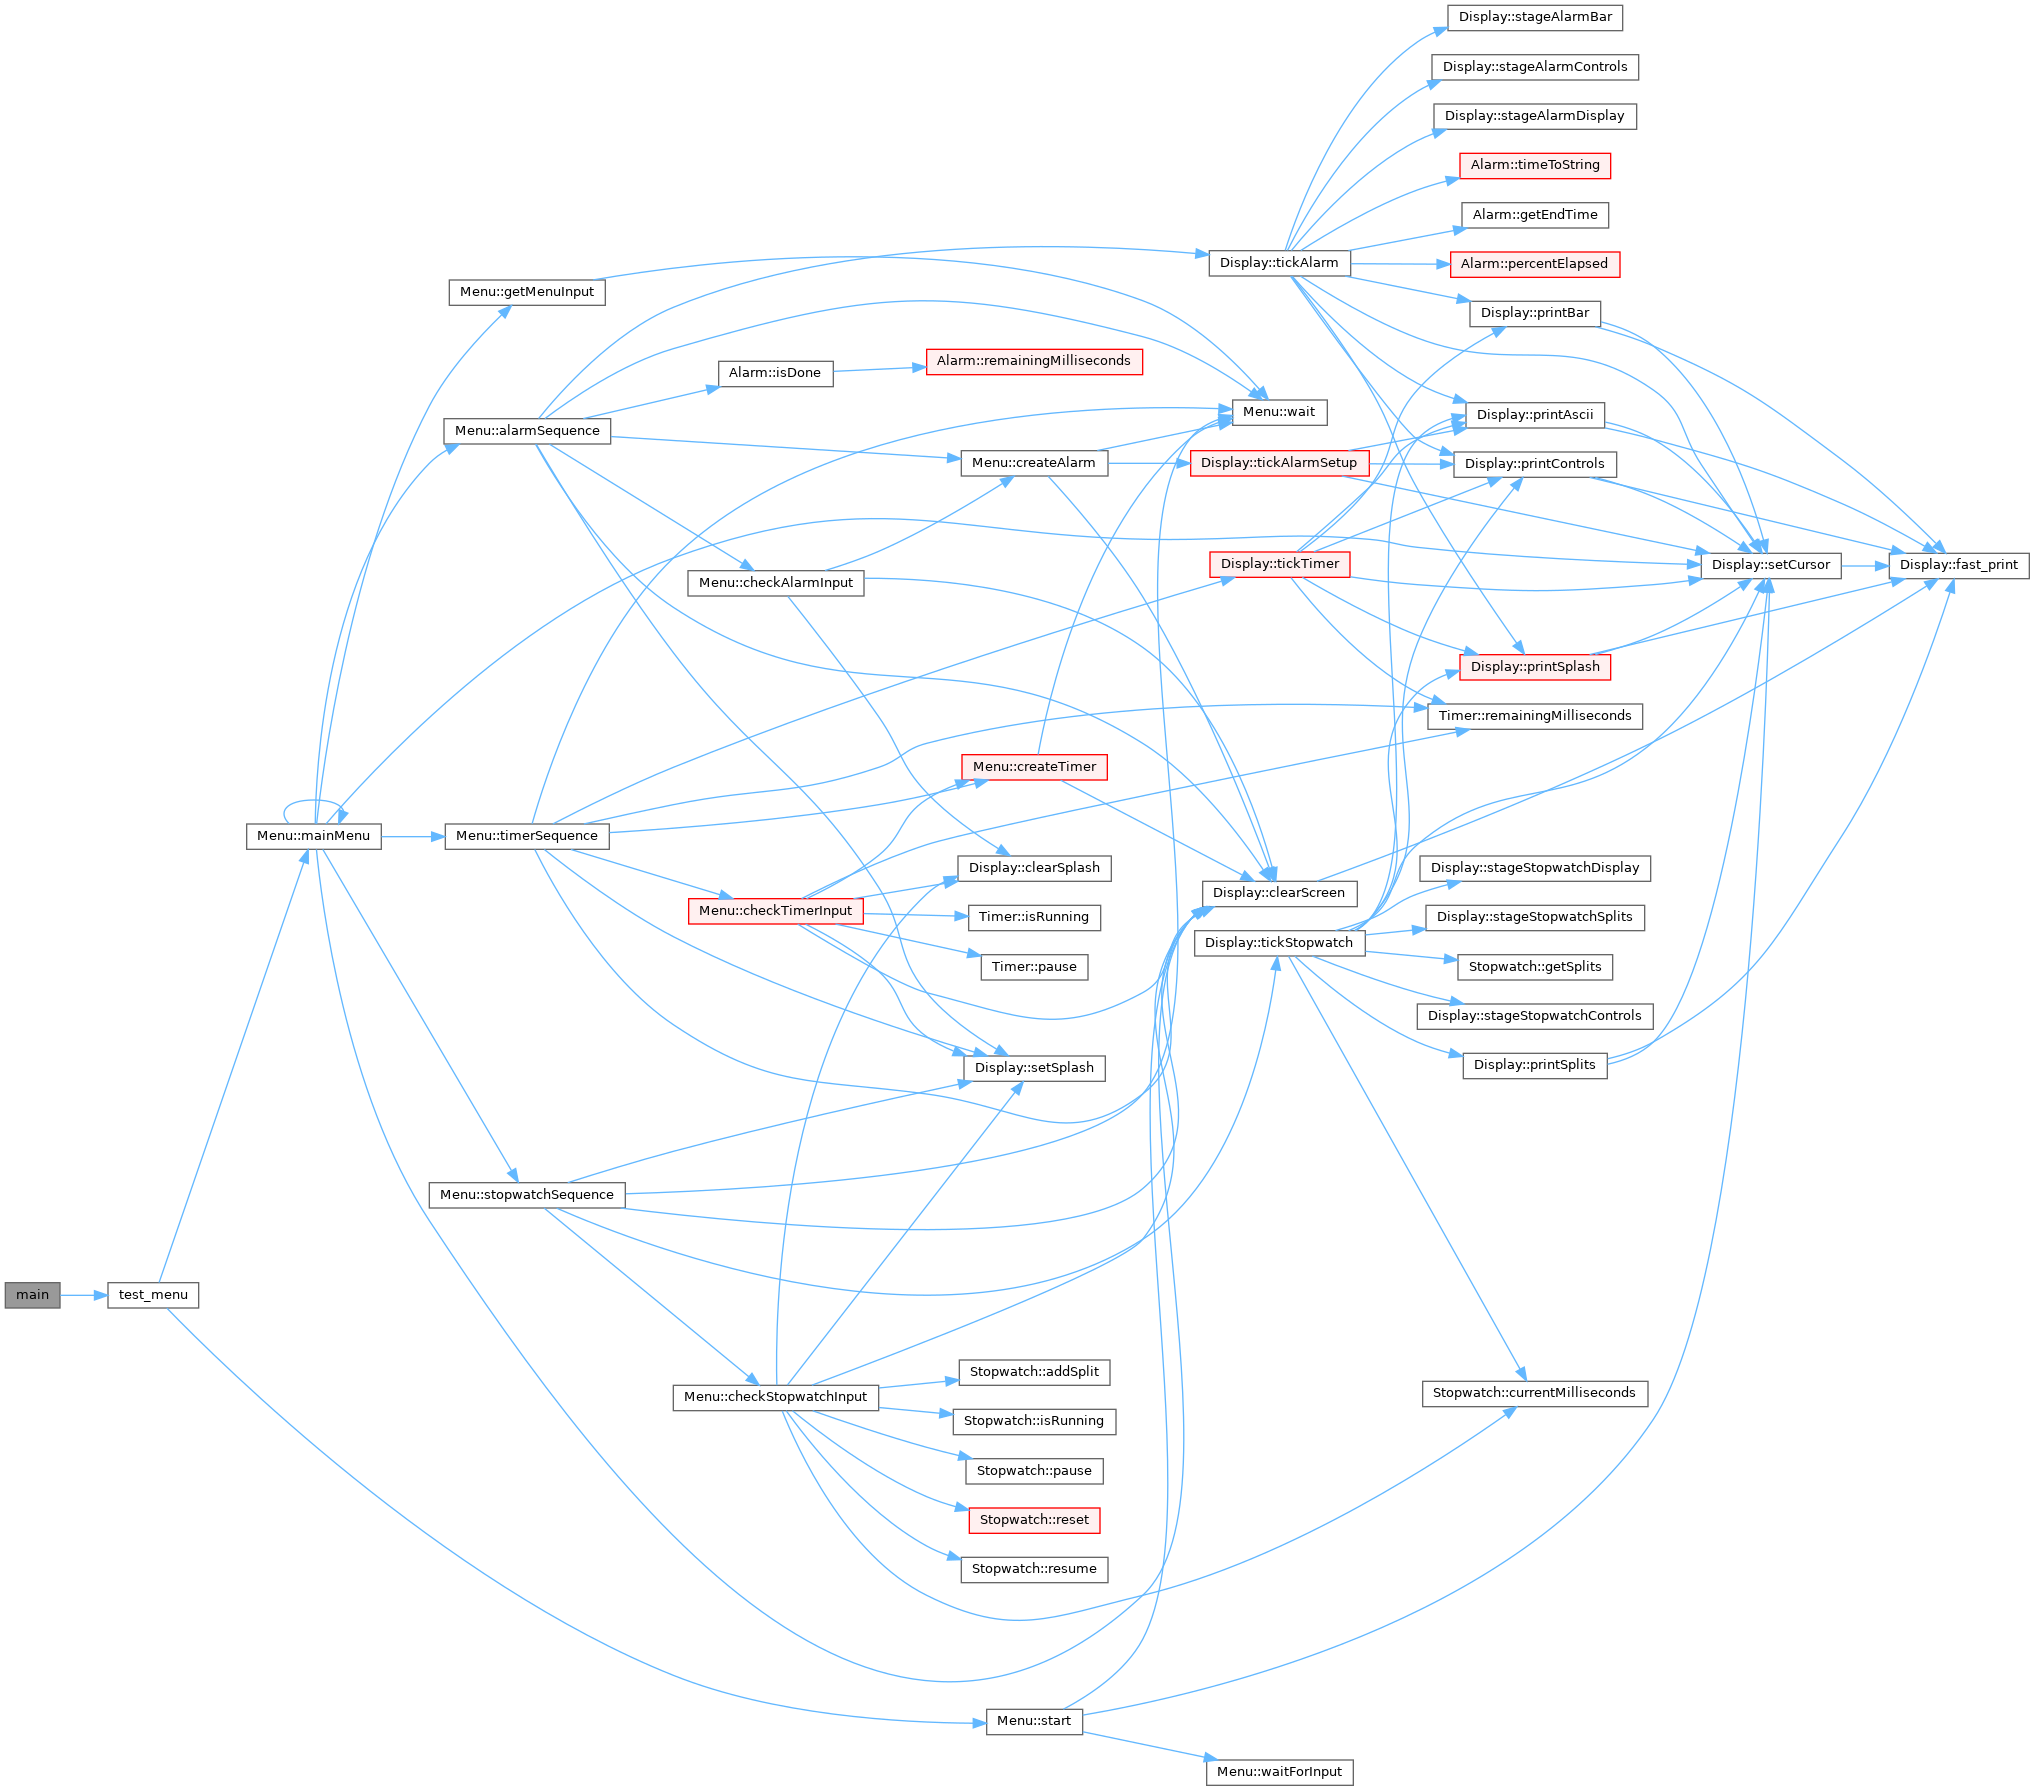 Display::stageAlarmBar
Display::stageAlarmControls
Display::stageAlarmDisplay
Alarm::timeToString
Alarm::getEndTime
Display::tickAlarm
Alarm::percentElapsed
Menu::getMenuInput
Display::printBar
Alarm::remainingMilliseconds
Alarm::isDone
Menu::wait
Display::printAscii
Menu::alarmSequence
Menu::createAlarm
Display::tickAlarmSetup
Display::printControls
Display::tickTimer
Display::setCursor
Display::fast_print
Menu::checkAlarmInput
Display::printSplash
Timer::remainingMilliseconds
Menu::createTimer
Menu::mainMenu
Menu::timerSequence
Display::clearSplash
Display::stageStopwatchDisplay
Display::clearScreen
Menu::checkTimerInput
Timer::isRunning
Display::stageStopwatchSplits
Display::tickStopwatch
Timer::pause
Stopwatch::getSplits
Display::stageStopwatchControls
Display::setSplash
Display::printSplits
Menu::stopwatchSequence
main
test_menu
Stopwatch::addSplit
Menu::checkStopwatchInput
Stopwatch::currentMilliseconds
Stopwatch::isRunning
Stopwatch::pause
Stopwatch::reset
Stopwatch::resume
Menu::start
Menu::waitForInput